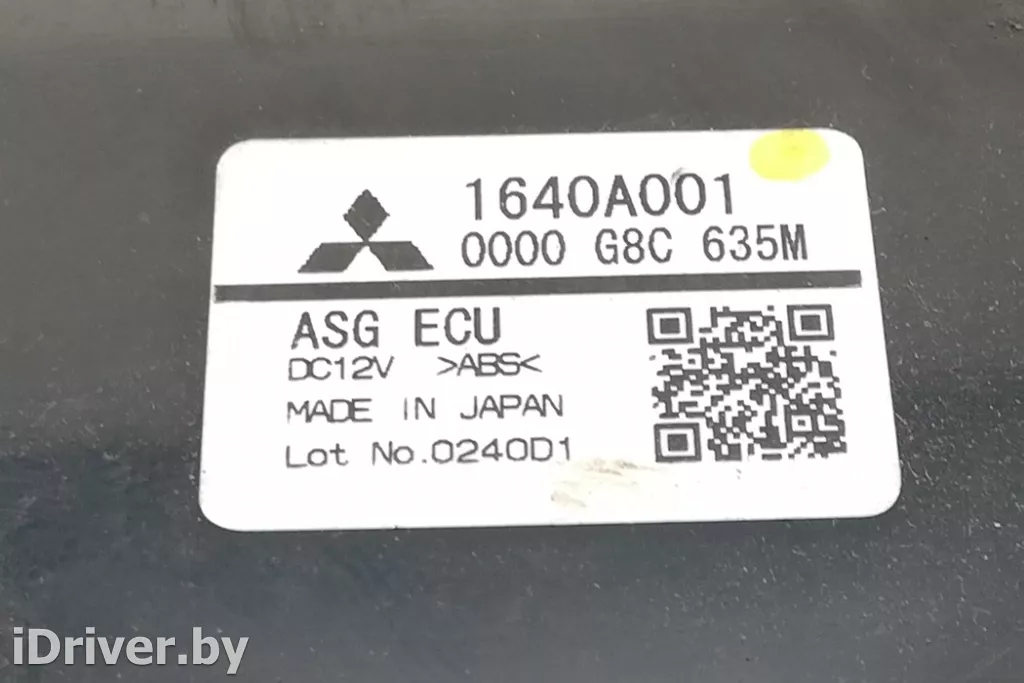 1640A001
0000 G8C 635M
ASG ECU
DC12V >ABS<
MADE IN JAPAN
Lot No.0240D1
iDriver.by